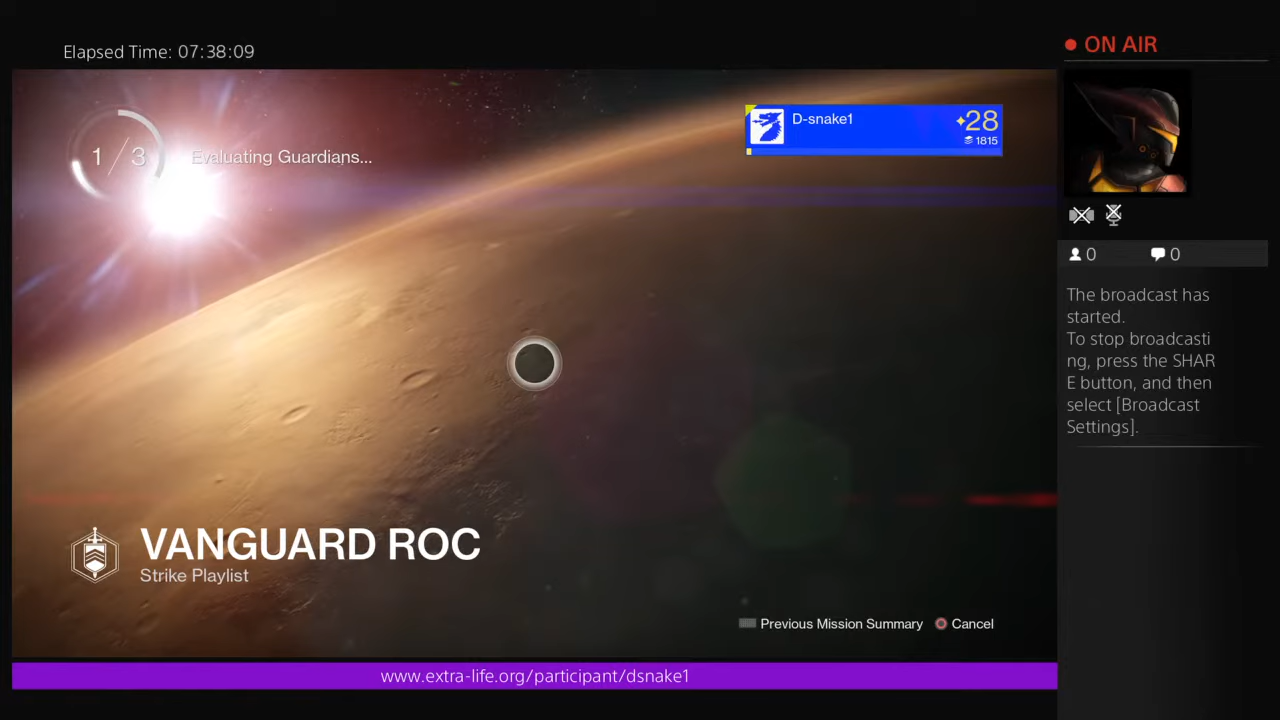 Elapsed Time: 07:38:09
ON AIR
1/3
Evaluating Guardians...
D-snake1
28
1815
0
0
The broadcast has
started.
To stop broadcasti
ng, press the SHAR
E button, and then
select [Broadcast
Settings].
VANGUARD ROC
Strike Playlist
Previous Mission Summary
Cancel
www.extra-life.org/participant/dsnake1